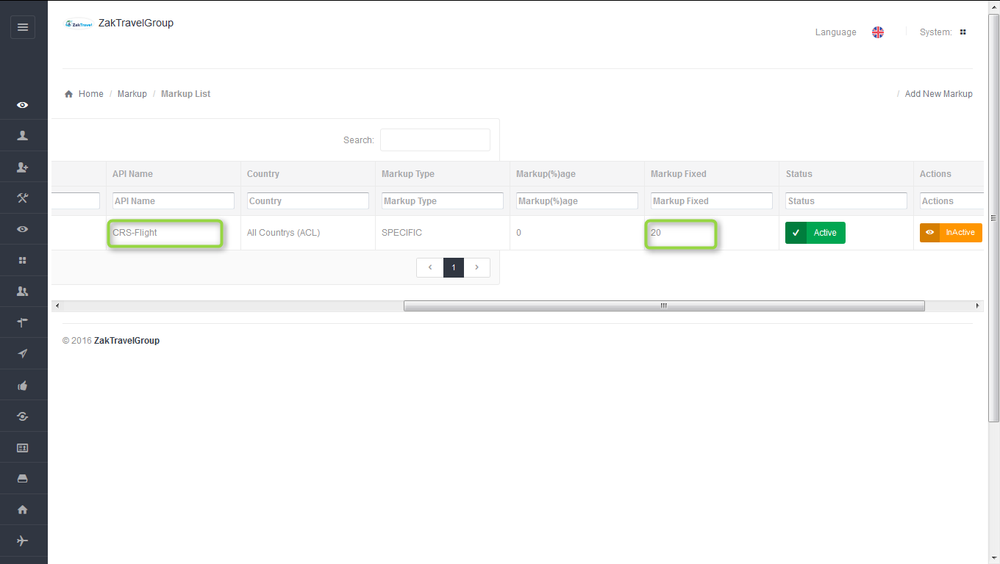 ZakTravel ZakTravelGroup
Language System:
Home / Markup / Markup List / Add New Markup
Search:
API Name Country Markup Type Markup(%)age Markup Fixed Status Actions
API Name Country Markup Type Markup(%)age Markup Fixed Status Actions
CRS-Flight All Countrys (ACL) SPECIFIC 0 20 Active InActive
‹ 1 ›
© 2016 ZakTravelGroup